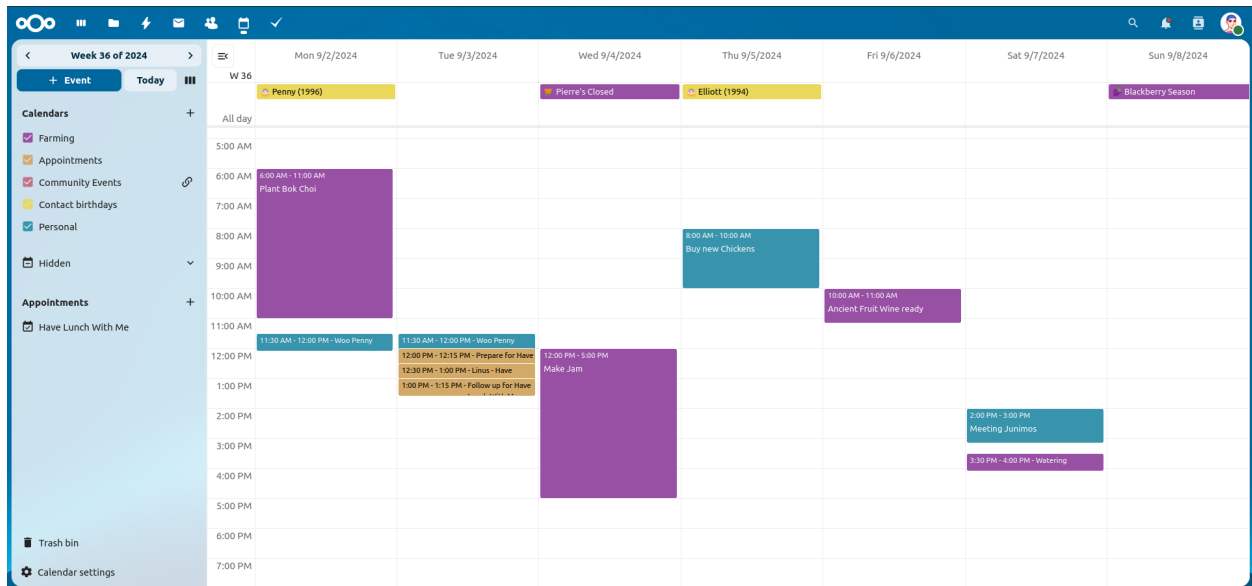 Week 36 of 2024
+ Event
Today
Calendars
Farming
Appointments
Community Events
Contact birthdays
Personal
Hidden
Appointments
Have Lunch With Me
Trash bin
Calendar settings
Mon 9/2/2024
Tue 9/3/2024
Wed 9/4/2024
Thu 9/5/2024
Fri 9/6/2024
Sat 9/7/2024
Sun 9/8/2024
W 36
All day
Penny (1996)
Pierre's Closed
Elliott (1994)
Blackberry Season
5:00 AM
6:00 AM
7:00 AM
8:00 AM
9:00 AM
10:00 AM
11:00 AM
12:00 PM
1:00 PM
2:00 PM
3:00 PM
4:00 PM
5:00 PM
6:00 PM
7:00 PM
6:00 AM - 11:00 AM
Plant Bok Choi
11:30 AM - 12:00 PM - Woo Penny
11:30 AM - 12:00 PM - Woo Penny
12:00 PM - 12:15 PM - Prepare for Have
12:30 PM - 1:00 PM - Linus - Have
1:00 PM - 1:15 PM - Follow up for Have
12:00 PM - 5:00 PM
Make Jam
8:00 AM - 10:00 AM
Buy new Chickens
10:00 AM - 11:00 AM
Ancient Fruit Wine ready
2:00 PM - 3:00 PM
Meeting Junimos
3:30 PM - 4:00 PM - Watering